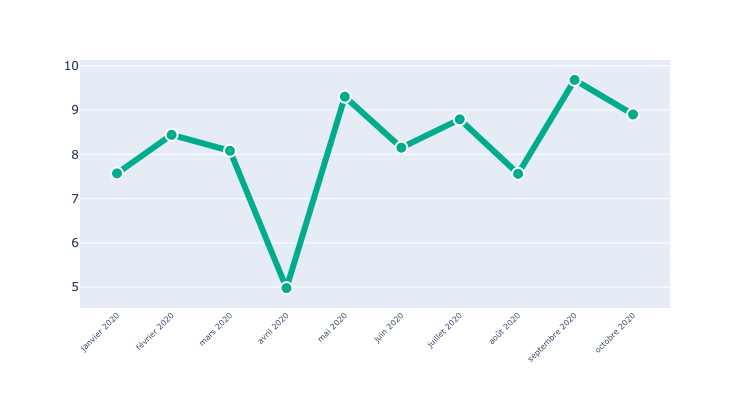 10
9
8
7
6
5
janvier 2020
février 2020
mars 2020
avril 2020
mai 2020
juin 2020
juillet 2020
août 2020
septembre 2020
octobre 2020